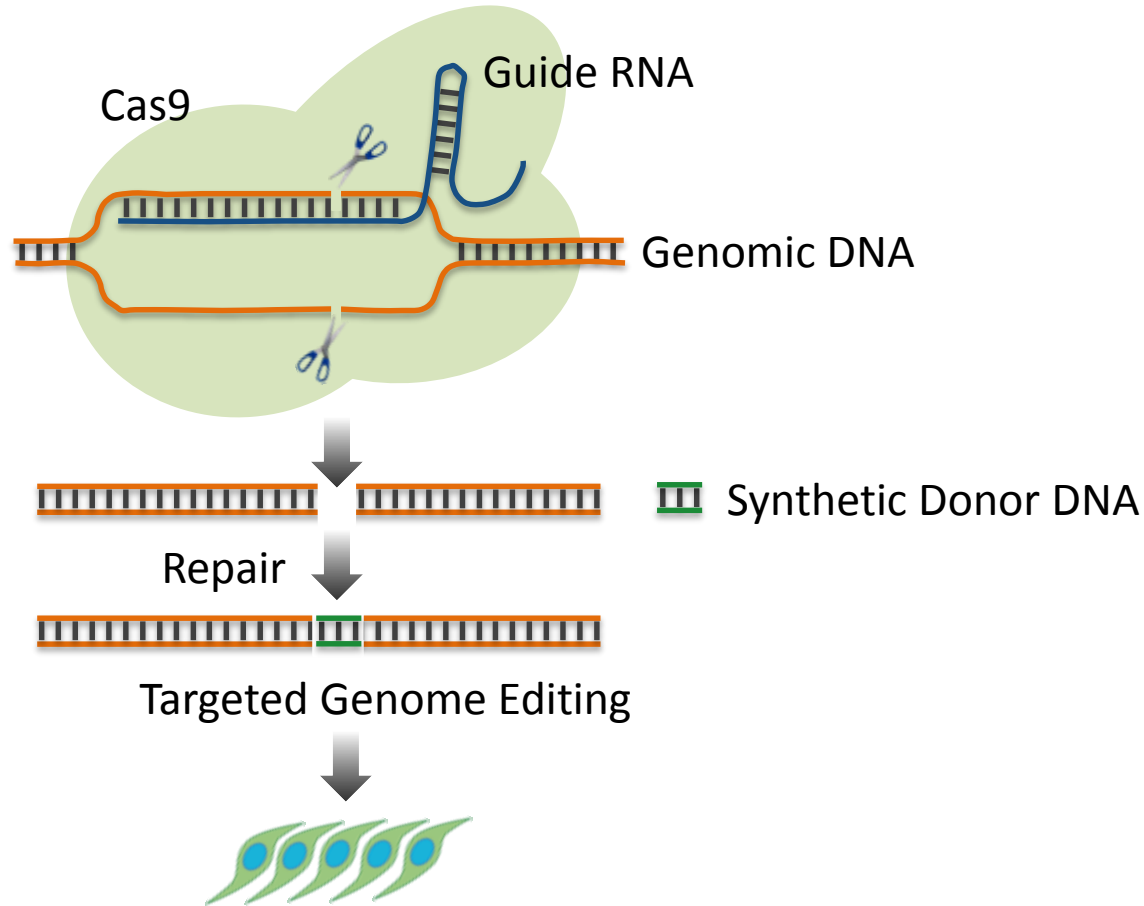 Guide RNA
Cas9
Genomic DNA
Synthetic Donor DNA
Repair
Targeted Genome Editing